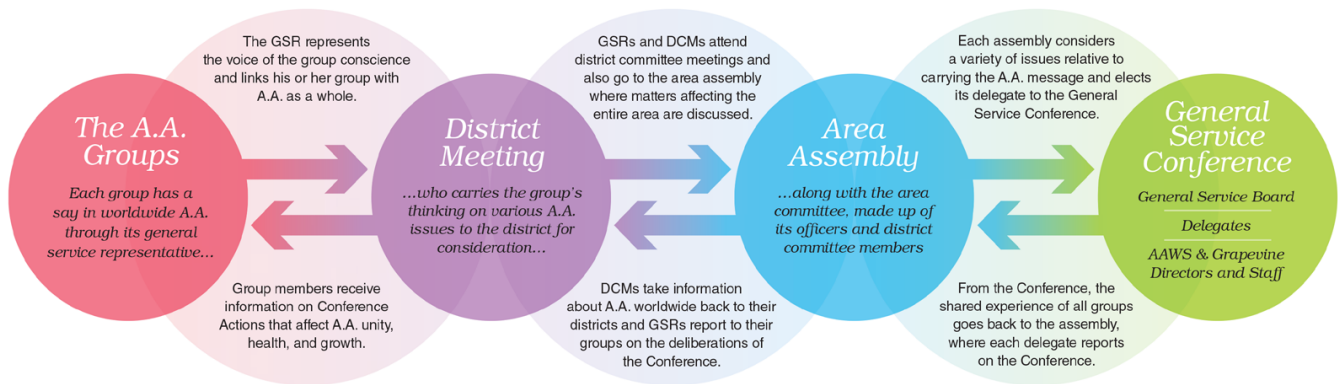 The GSR represents
the voice of the group conscience
and links his or her group with
A.A. as a whole.
GSRs and DCMs attend
district committee meetings and
also go to the area assembly
where matters affecting the
entire area are discussed.
Each assembly considers
a variety of issues relative to
carrying the A.A. message and elects
its delegate to the General
Service Conference.
The A.A.
Groups
Each group has a
say in worldwide A.A.
through its general
service representative...
District
Meeting
...who carries the group's
thinking on various A.A.
issues to the district for
consideration...
Area
Assembly
...along with the area
committee, made up of
its officers and district
committee members
General
Service
Conference
General Service Board
Delegates
AAWS & Grapevine
Directors and Staff
Group members receive
information on Conference
Actions that affect A.A. unity,
health, and growth.
DCMs take information
about A.A. worldwide back to their
districts and GSRs report to their
groups on the deliberations of
the Conference.
From the Conference, the
shared experience of all groups
goes back to the assembly,
where each delegate reports
on the Conference.